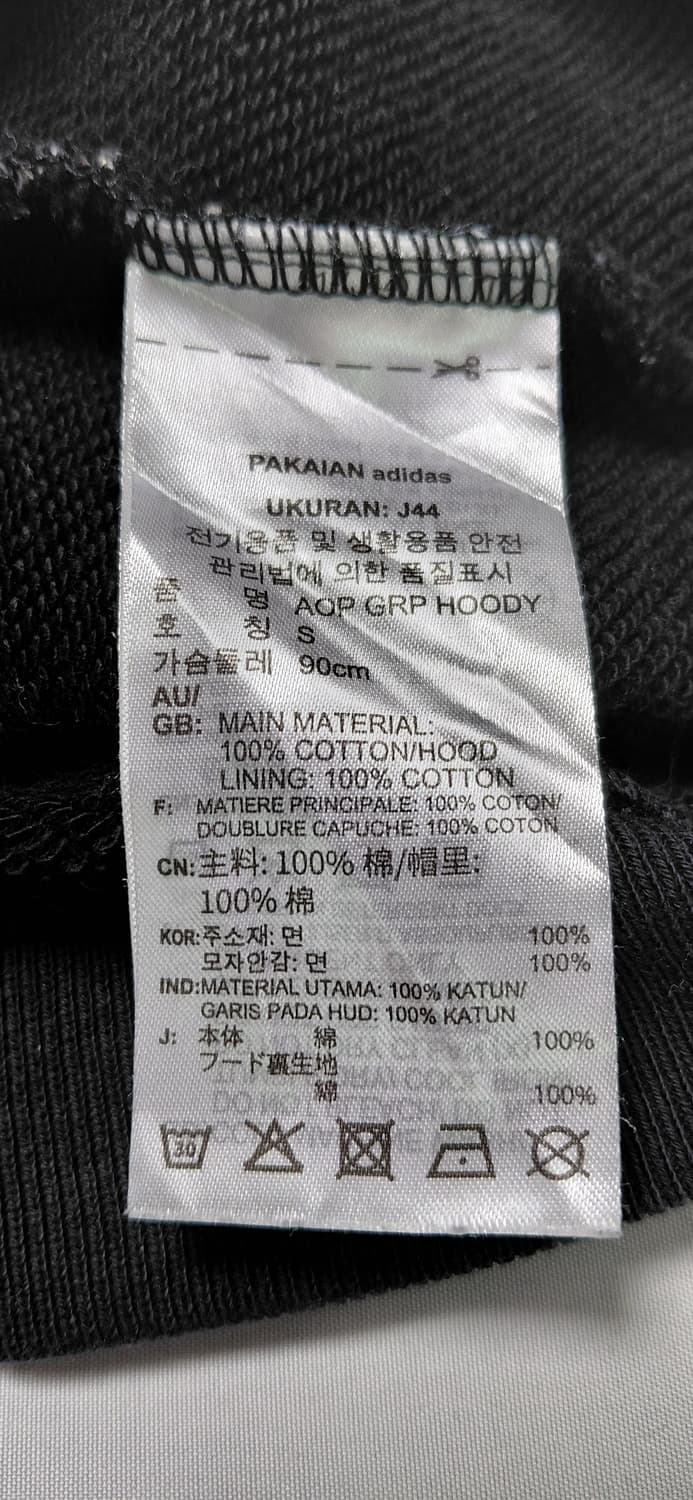 PAKAIAN adidas
UKURAN: J44
전기용품 및 생활용품 안전
관리법에 의한 품질표시
품 명 AOP GRP HOODY
호 칭 S
가슴둘레 90cm
AU/
GB: MAIN MATERIAL:
100% COTTON/HOOD
LINING: 100% COTTON
F: MATIERE PRINCIPALE: 100% COTON/
DOUBLURE CAPUCHE: 100% COTON
CN:主料: 100% 棉/帽里:
100% 棉
KOR:주소재: 면 100%
모자안감: 면 100%
IND:MATERIAL UTAMA: 100% KATUN/
GARIS PADA HUD: 100% KATUN
J: 本体 綿 100%
フード裏生地
綿 100%
30